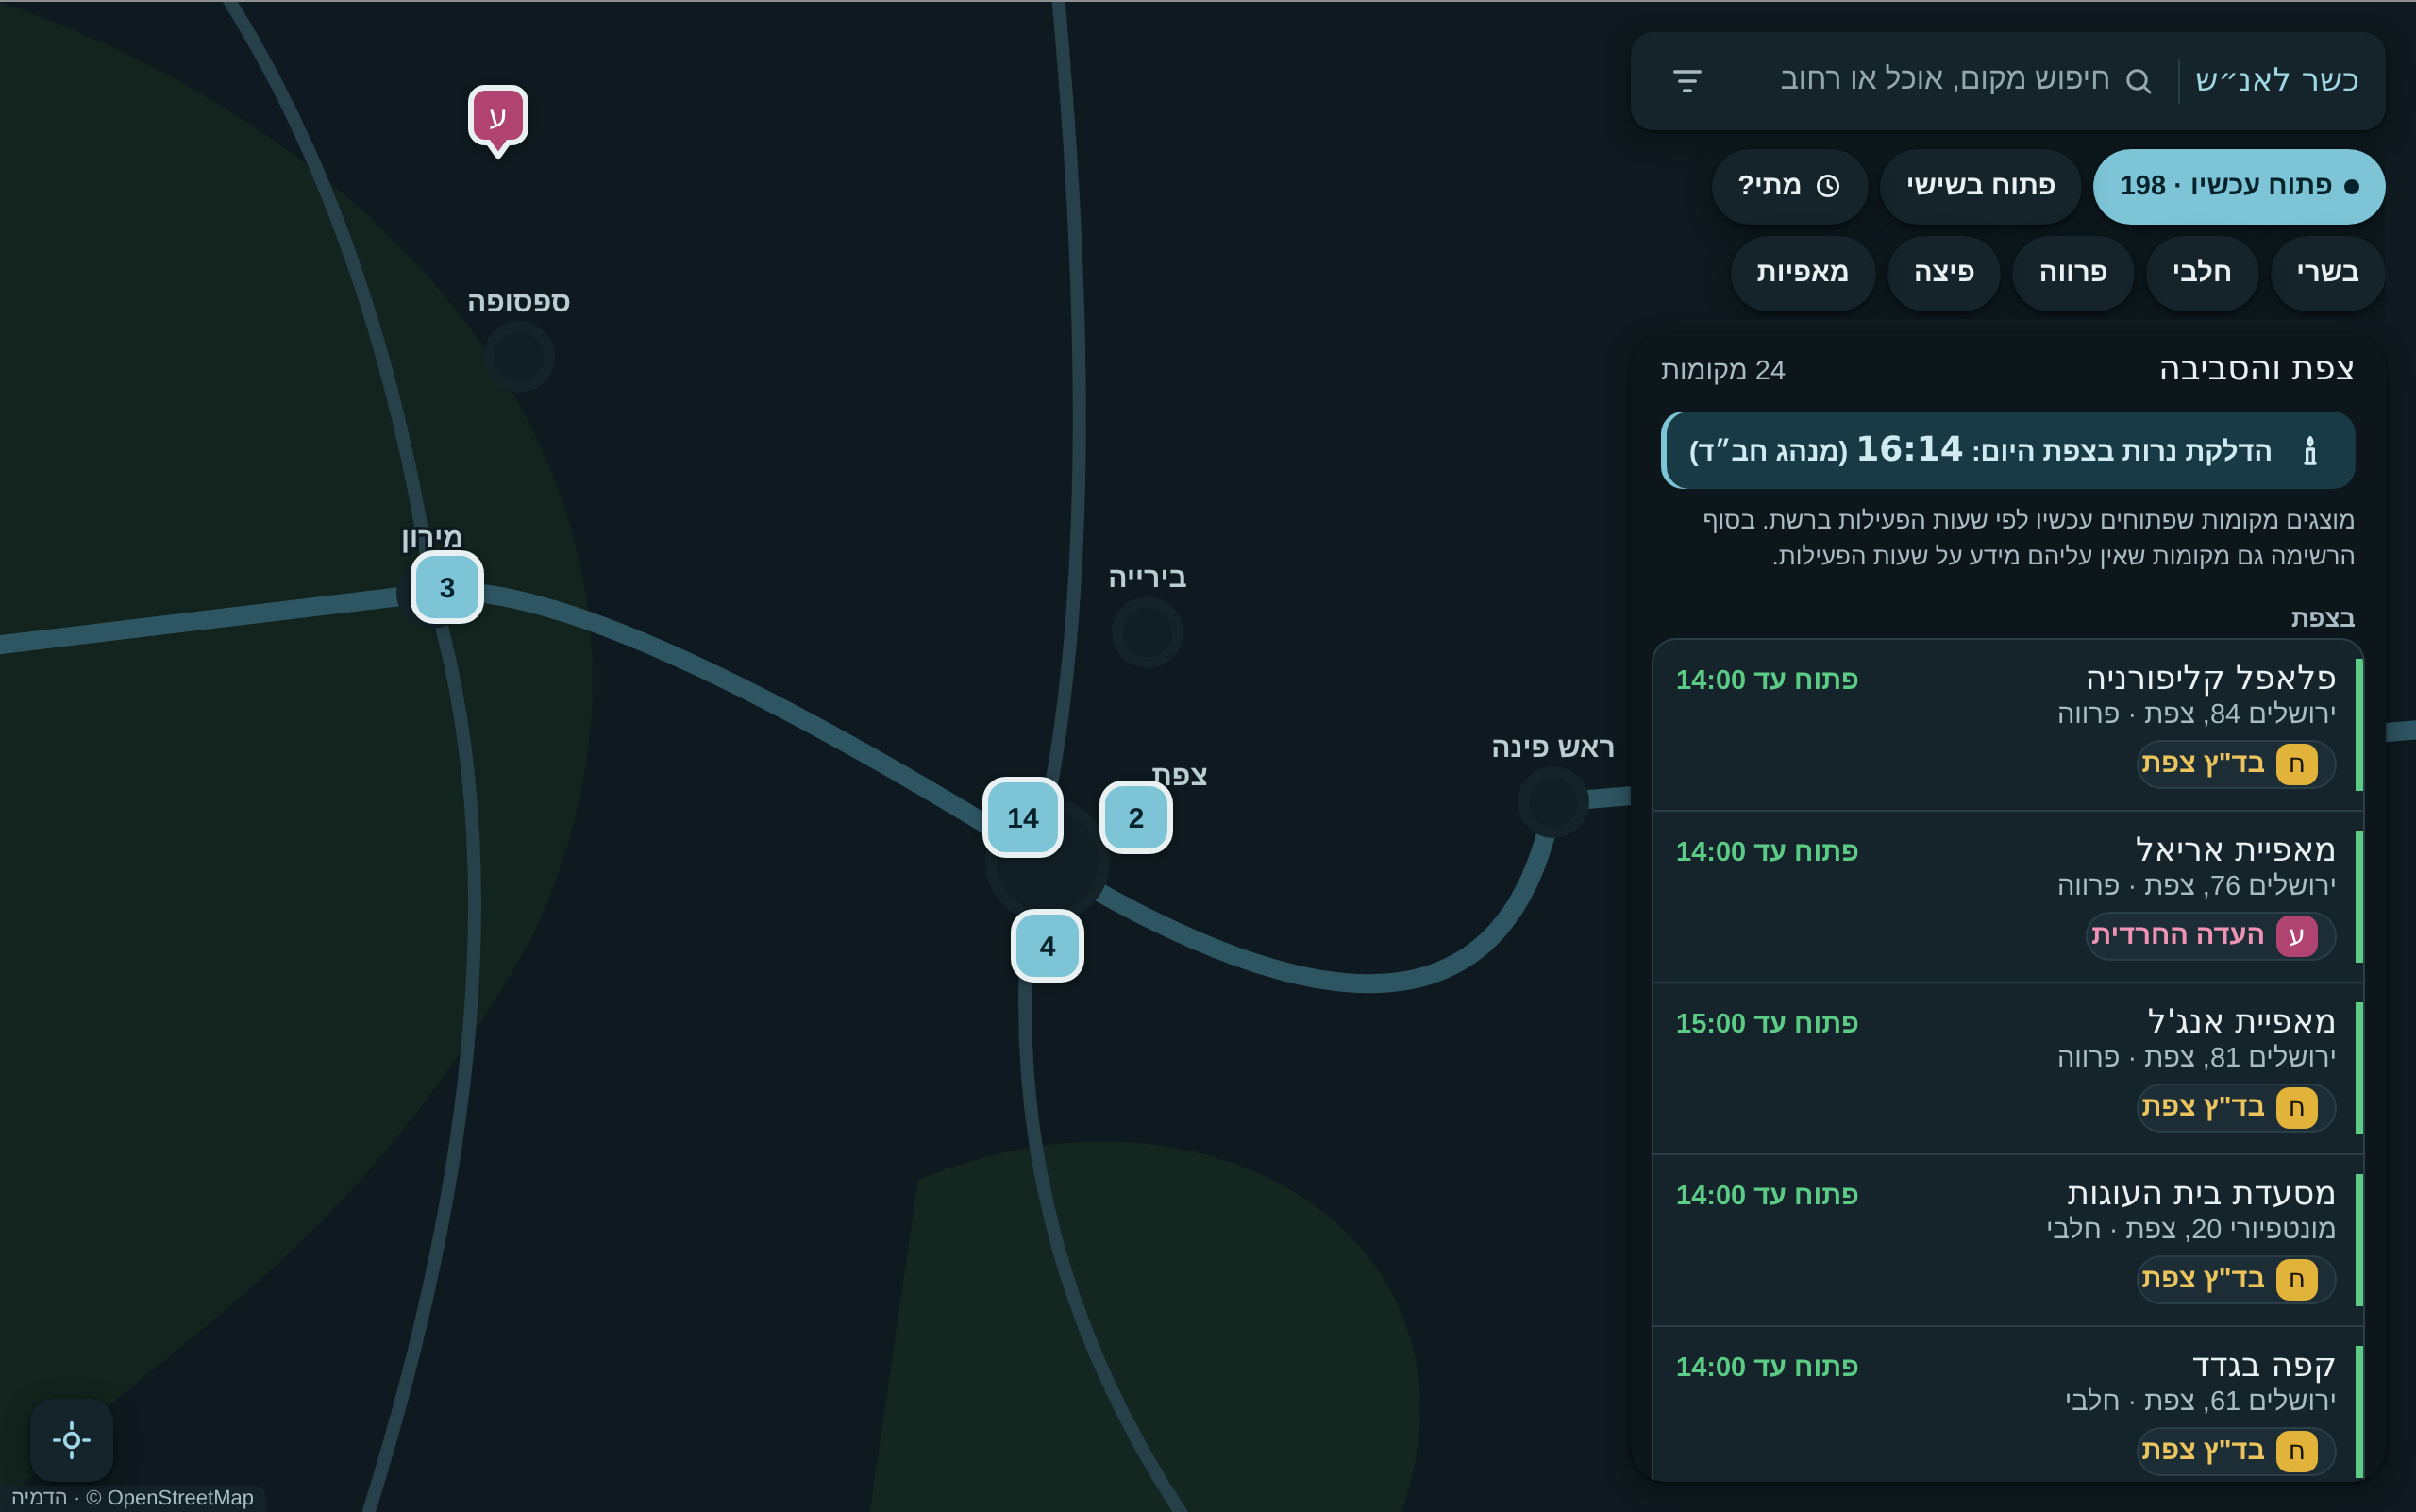 כשר לאנ״ש
חיפוש מקום, אוכל או רחוב
פתוח עכשיו · 198
פתוח בשישי
מתי?
בשרי
חלבי
פרווה
פיצה
מאפיות
צפת והסביבה
24 מקומות
הדלקת נרות בצפת היום: 16:14 (מנהג חב״ד)
מוצגים מקומות שפתוחים עכשיו לפי שעות הפעילות ברשת. בסוף
הרשימה גם מקומות שאין עליהם מידע על שעות הפעילות.
בצפת
פלאפל קליפורניה
פתוח עד 14:00
ירושלים 84, צפת · פרווה
ח בד"ץ צפת
מאפיית אריאל
פתוח עד 14:00
ירושלים 76, צפת · פרווה
ע העדה החרדית
מאפיית אנג'ל
פתוח עד 15:00
ירושלים 81, צפת · פרווה
ח בד"ץ צפת
מסעדת בית העוגות
פתוח עד 14:00
מונטפיורי 20, צפת · חלבי
ח בד"ץ צפת
קפה בגדד
פתוח עד 14:00
ירושלים 61, צפת · חלבי
ח בד"ץ צפת
ע
ספסופה
מירון
3
בירייה
ראש פינה
צפת
14
2
4
הדמיה · © OpenStreetMap